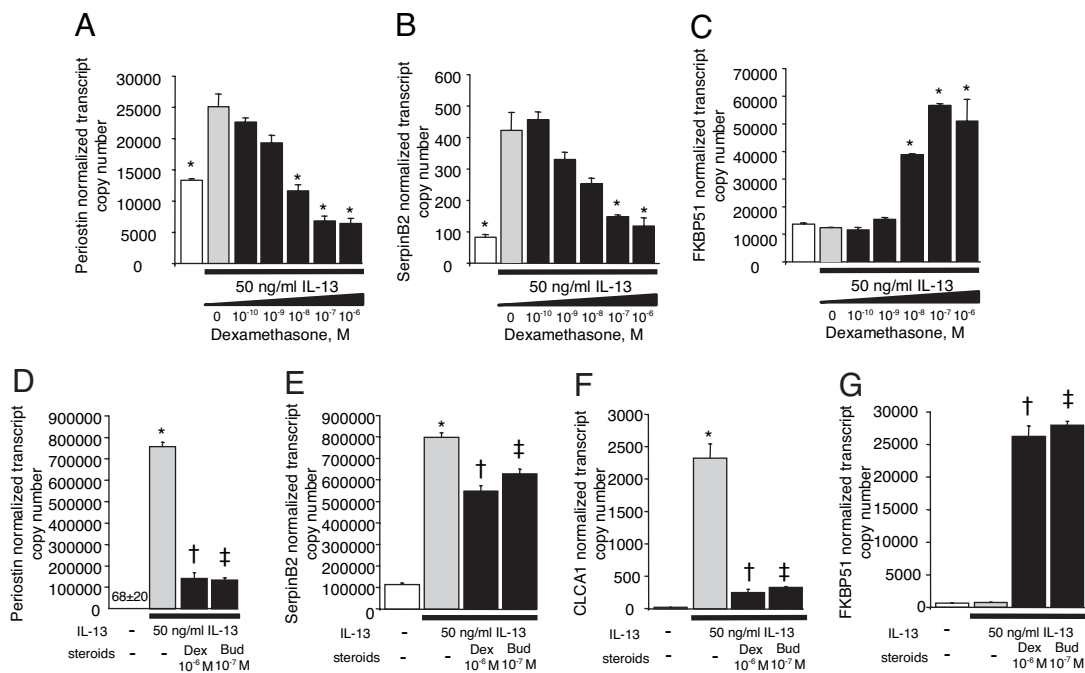 A
Periostin normalized transcript
copy number
30000
25000
20000
15000
10000
5000
0
*
*
*
*
50 ng/ml IL-13
0 10⁻¹⁰ 10⁻⁹ 10⁻⁸ 10⁻⁷ 10⁻⁶
Dexamethasone, M
B
SerpinB2 normalized transcript
copy number
600
500
400
300
200
100
0
*
*
*
50 ng/ml IL-13
0 10⁻¹⁰ 10⁻⁹ 10⁻⁸ 10⁻⁷ 10⁻⁶
Dexamethasone, M
C
FKBP51 normalized transcript
copy number
70000
60000
50000
40000
30000
20000
10000
0
*
*
*
50 ng/ml IL-13
0 10⁻¹⁰ 10⁻⁹ 10⁻⁸ 10⁻⁷ 10⁻⁶
Dexamethasone, M
D
Periostin normalized transcript
copy number
900000
800000
700000
600000
500000
400000
300000
200000
100000
0
68±20
*
†
‡
IL-13 - 50 ng/ml IL-13
steroids - - Dex Bud
10⁻⁶ M 10⁻⁷ M
E
SerpinB2 normalized transcript
copy number
900000
800000
700000
600000
500000
400000
300000
200000
100000
0
*
†
‡
- 50 ng/ml IL-13
- - Dex Bud
10⁻⁶ M 10⁻⁷ M
F
CLCA1 normalized transcript
copy number
3000
2500
2000
1500
1000
500
0
*
†
‡
IL-13 - 50 ng/ml IL-13
steroids - - Dex Bud
10⁻⁶ M 10⁻⁷ M
G
FKBP51 normalized transcript
copy number
30000
25000
20000
15000
10000
5000
0
†
‡
- 50 ng/ml IL-13
- - Dex Bud
10⁻⁶ M 10⁻⁷ M